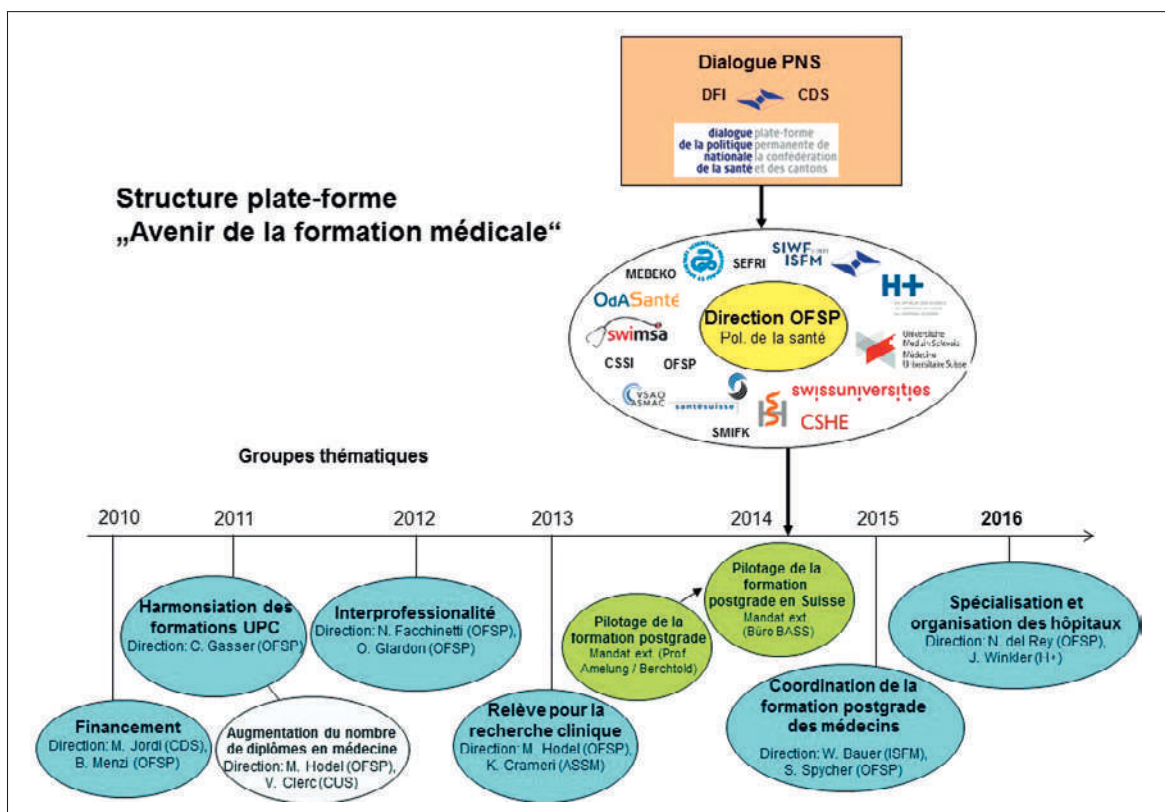 Dialogue PNS
DFI CDS
dialogue plate-forme
de la politique permanente de
nationale la confédération
de la santé et des cantons
Structure plate-forme
„Avenir de la formation médicale“
MEBEKO
SEFRI
SIWF
ISFM
H+
OdASanté
Direction OFSP
Pol. de la santé
swimsa
Médecine
Universitaire Suisse
CSSI
OFSP
VSAO
ASMAC
santésuisse
swissuniversities
CSHE
SMIFK
Groupes thématiques
2010 2011 2012 2013 2014 2015 2016
Harmonsiation des
formations UPC
Direction: C. Gasser (OFSP)
Interprofessionalité
Direction: N. Facchinetti (OFSP),
O. Glardon (OFSP)
Pilotage de la
formation postgrade
Mandat ext. (Prof
Amelung / Berchtold)
Pilotage de la
formation
postgrade en Suisse
Mandat ext.
(Büro BASS)
Spécialisation et
organisation des hôpitaux
Direction: N. del Rey (OFSP),
J. Winkler (H+)
Financement
Direction: M. Jordi (CDS),
B. Menzi (OFSP)
Augmentation du nombre
de diplômes en médecine
Direction: M. Hodel (OFSP),
V. Clerc (CUS)
Relève pour la
recherche clinique
Direction: M. Hodel (OFSP),
K. Crameri (ASSM)
Coordination de la
formation postgrade
des médecins
Direction: W. Bauer (ISFM)
S. Spycher (OFSP)